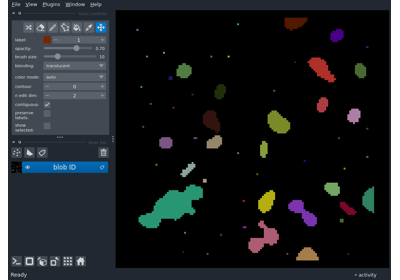 File View Plugins Window Help
label: 1
opacity: 0.70
brush size: 10
blending: translucent
color mode: auto
contour: 0
n edit dim: 2
contiguous: ✓
preserve labels:
show selected:
blob ID
Ready
activity